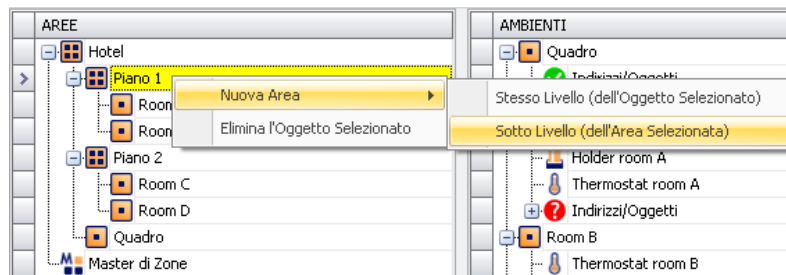 AREE
Hotel
Piano 1
Room
Room
Piano 2
Room C
Room D
Quadro
Master di Zone
Nuova Area
Elimina l'Oggetto Selezionato
Stesso Livello (dell'Oggetto Selezionato)
Sotto Livello (dell'Area Selezionata)
AMBIENTI
Quadro
Indirizzi/Oggetti
Holder room A
Thermostat room A
Indirizzi/Oggetti
Room B
Thermostat room B